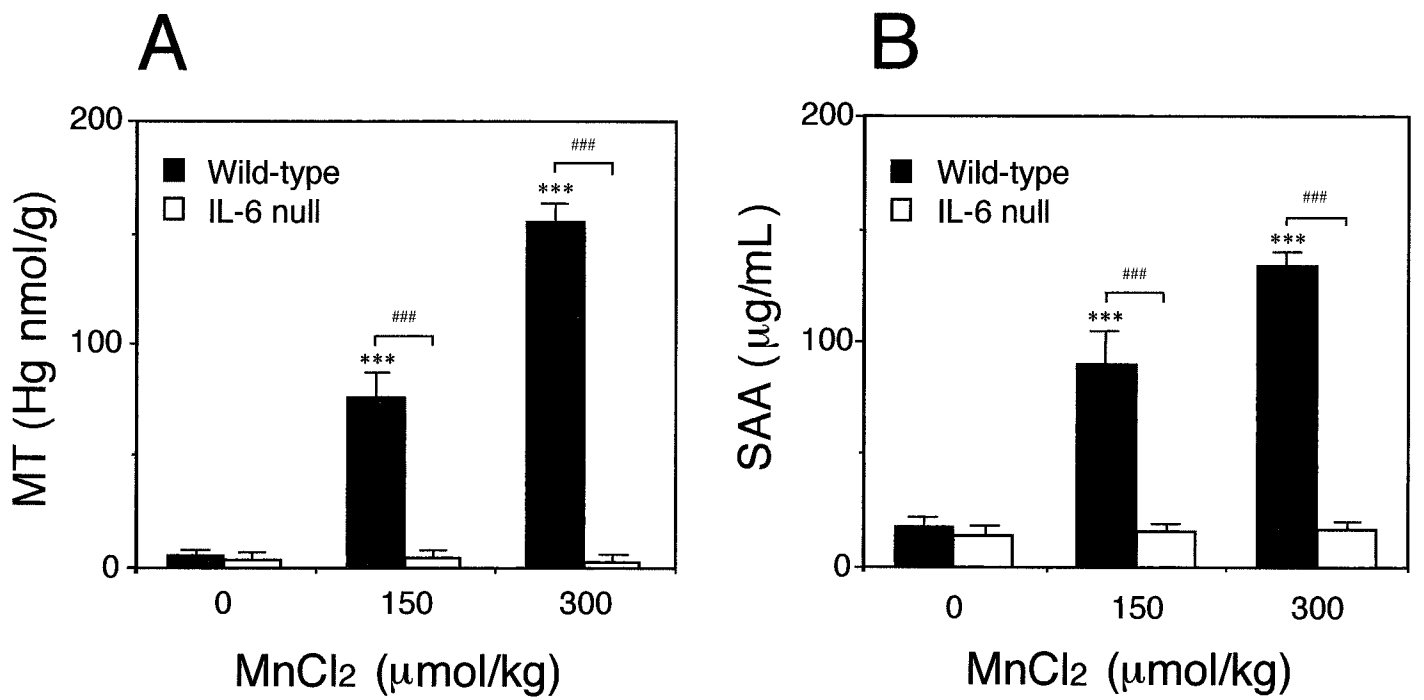 A
MT (Hg nmol/g)
200
100
0
Wild-type
IL-6 null
***
###
***
###
0
150
300
MnCl2 (μmol/kg)
B
SAA (μg/mL)
200
100
0
Wild-type
IL-6 null
***
###
***
###
0
150
300
MnCl2 (μmol/kg)